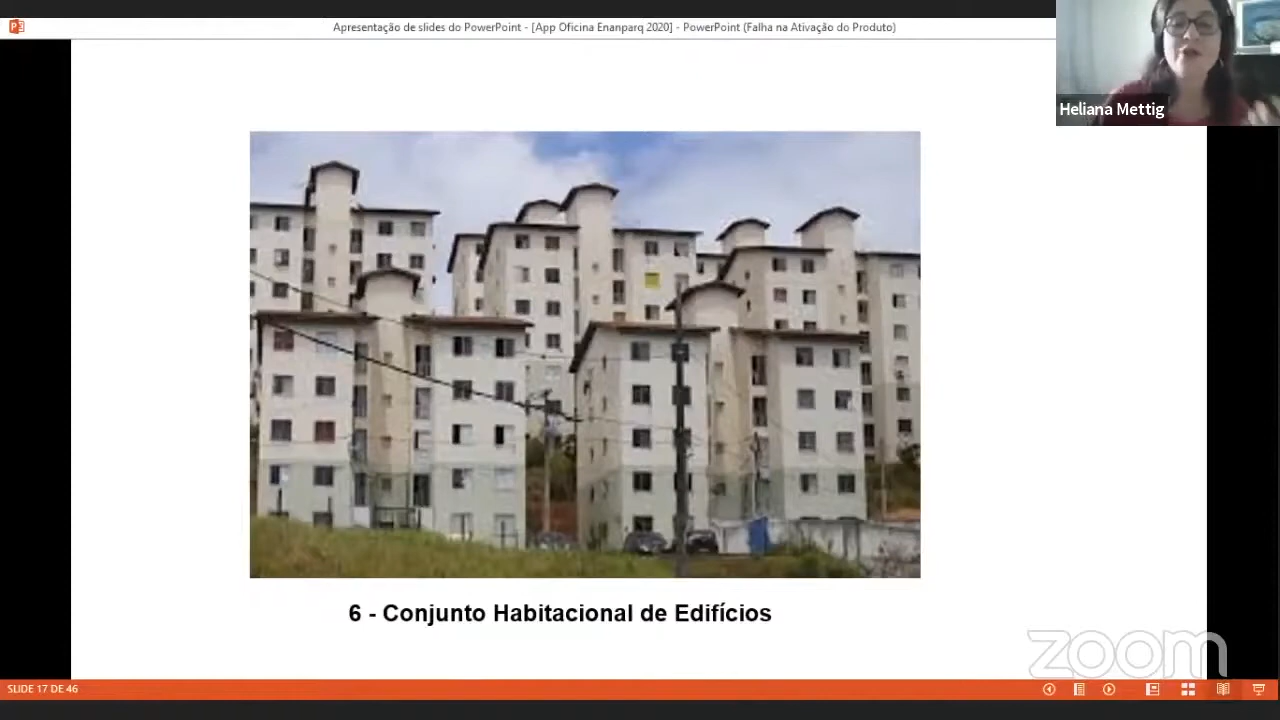 Apresentação de slides do PowerPoint - [App Oficina Enanparq 2020] - PowerPoint (Falha na Ativação do Produto)
Heliana Mettig
6 - Conjunto Habitacional de Edifícios
zoom
SLIDE 17 DE 46